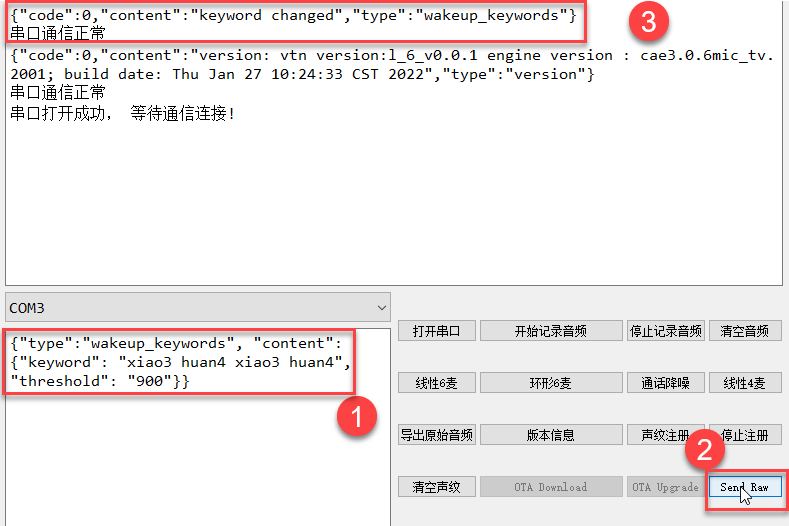 {"code":0,"content":"keyword changed","type":"wakeup_keywords"}
3
串口通信正常
{"code":0,"content":"version: vtn version:l_6_v0.0.1 engine version : cae3.0.6mic_tv.
2001; build date: Thu Jan 27 10:24:33 CST 2022","type":"version"}
串口通信正常
串口打开成功， 等待通信连接!
COM3
{"type":"wakeup_keywords", "content":
{"keyword": "xiao3 huan4 xiao3 huan4",
"threshold": "900"}}
1
打开串口 开始记录音频 停止记录音频 清空音频
线性6麦 环形6麦 通话降噪 线性4麦
导出原始音频 版本信息 声纹注册 停止注册
2
清空声纹 OTA Download OTA Upgrade Send Raw